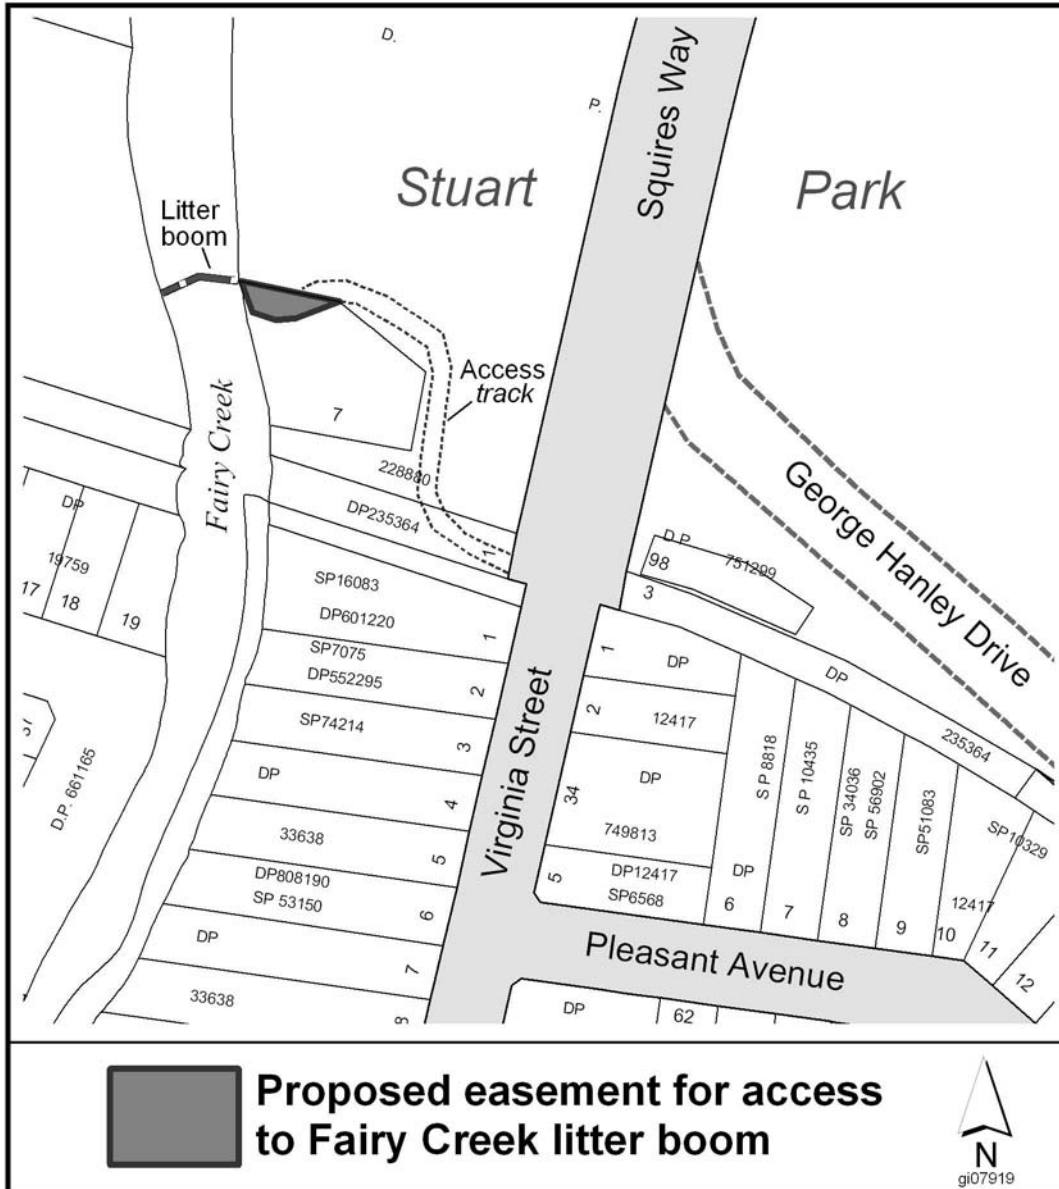 D.
P.
Squires Way
Stuart
Park
Litter
boom
Access
track
Fairy Creek
7
228880
DP235364
1
George Hanley Drive
D.P.
751299
98
3
DP
235364
DP
19759
17
18
19
SP16083
DP601220
1
SP7075
DP552295
2
SP74214
3
DP
4
33638
5
DP808190
SP 53150
6
DP
7
33638
8
D.P. 661165
Virginia Street
1
DP
2
12417
DP
34
749813
5
DP12417
SP6568
S P 8818
DP
6
S P 10435
7
SP 34036
SP 56902
8
SP51083
9
12417
10
SP10329
11
12
Pleasant Avenue
DP
62
Proposed easement for access
to Fairy Creek litter boom
N
gi07919